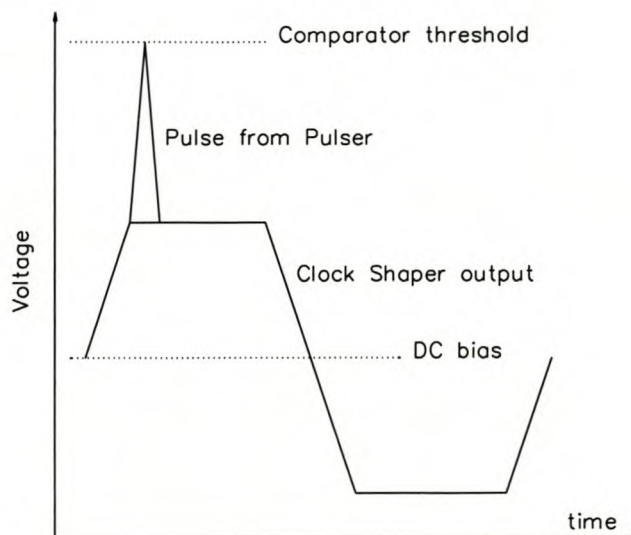 Comparator threshold
Pulse from Pulser
Voltage
Clock Shaper output
DC bias
time